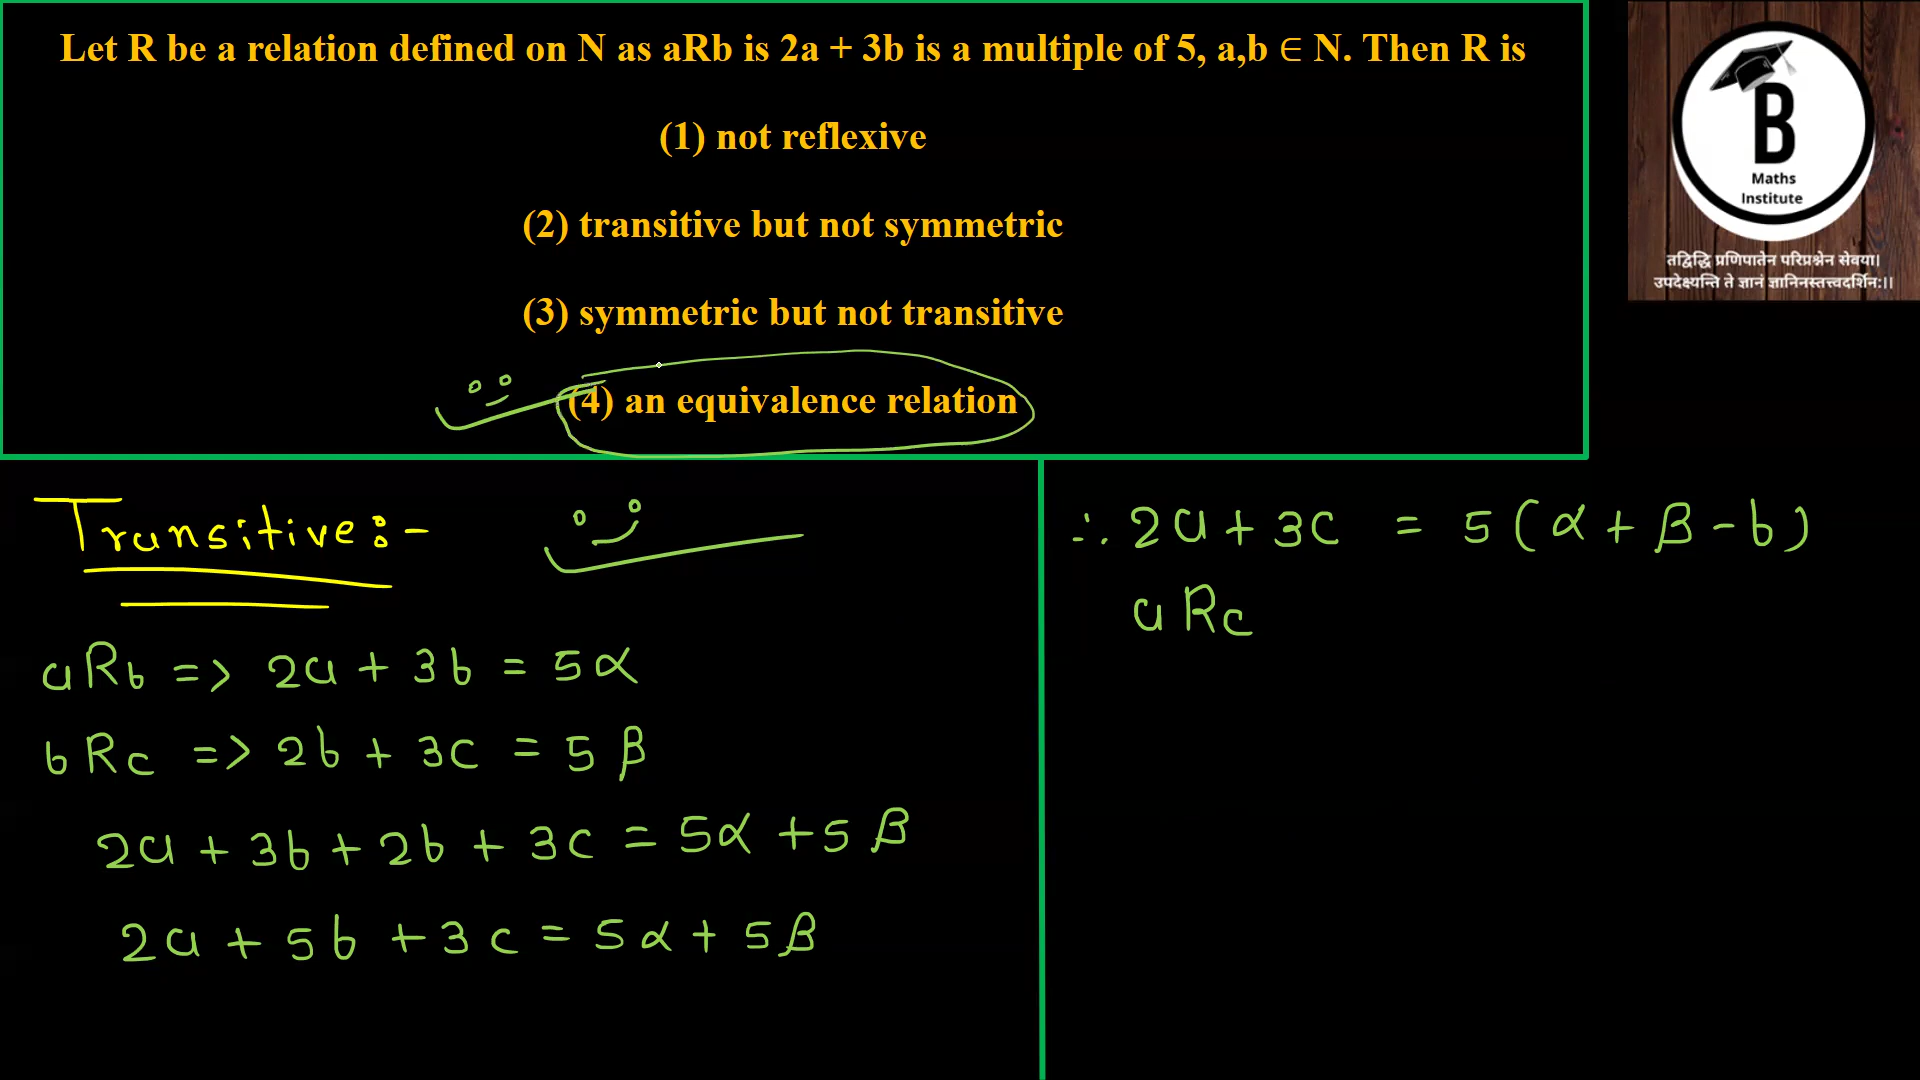 Let R be a relation defined on N as aRb is 2a + 3b is a multiple of 5, a,b ∈ N. Then R is
(1) not reflexive
(2) transitive but not symmetric
(3) symmetric but not transitive
(4) an equivalence relation
B
Maths
Institute
तद्विद्धि प्रणिपातेन परिप्रश्नेन सेवया।
उपदेक्ष्यन्ति ते ज्ञानं ज्ञानिनस्तत्त्वदर्शिनः।।
Transitive:-
aRb => 2a + 3b = 5α
bRc => 2b + 3c = 5β
2a + 3b + 2b + 3c = 5α + 5β
2a + 5b + 3c = 5α + 5β
∴ 2a + 3c = 5(α + β - b)
aRc